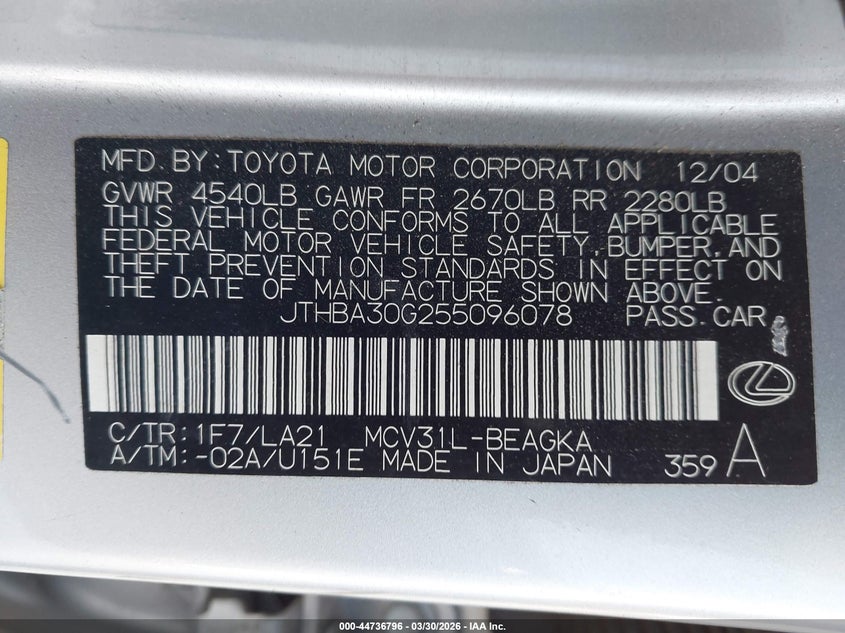 MFD.BY:TOYOTA MOTOR CORPORATION 12/04
GVWR 4540LB GAWR FR 2670LB RR 2280LB
THIS VEHICLE CONFORMS TO ALL APPLICABLE
FEDERAL MOTOR VEHICLE SAFETY,BUMPER,AND
THEFT PREVENTION STANDARDS IN EFFECT ON
THE DATE OF MANUFACTURE SHOWN ABOVE.
JTHBA30G255096078 PASS.CAR
C/TR:1F7/LA21 MCV31L-BEAGKA
A/TM:-02A/U151E MADE IN JAPAN 359 A
000-44736796 — 03/30/2026 — IAA Inc.